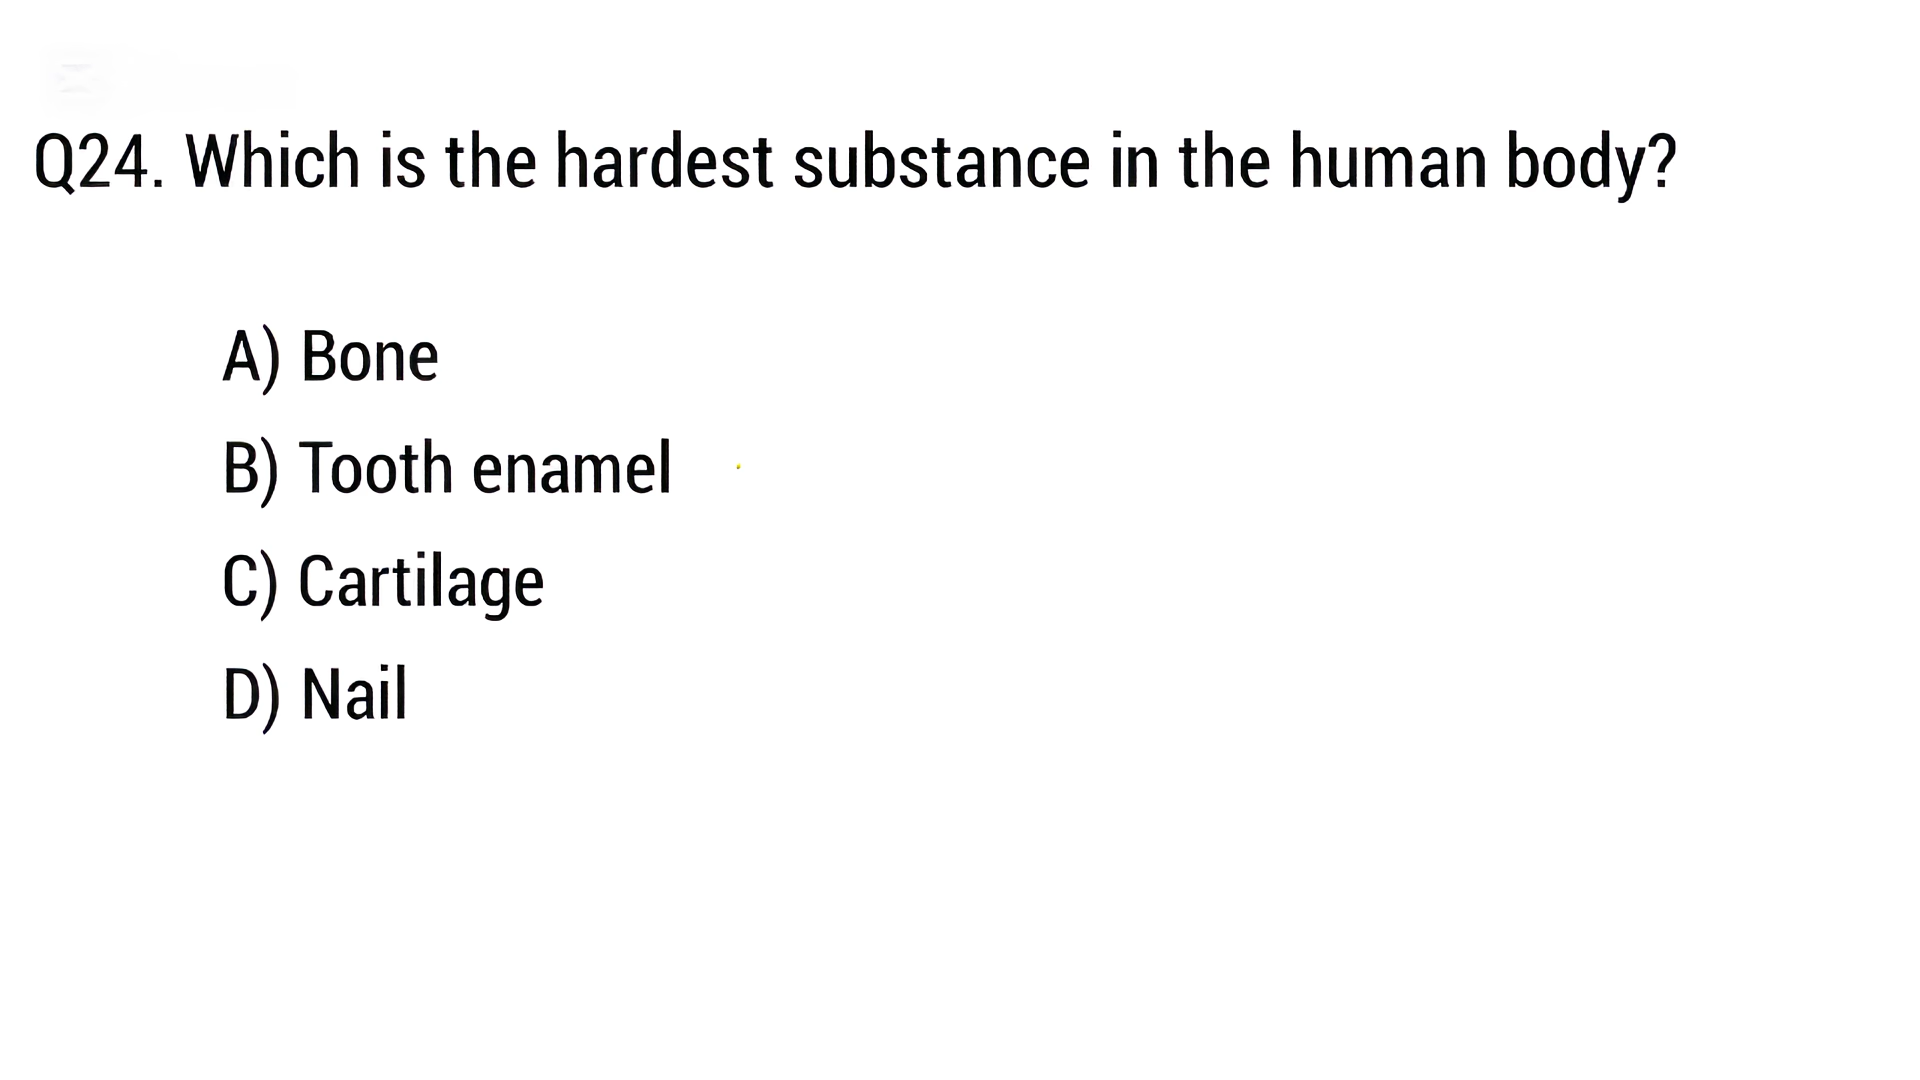 Q24. Which is the hardest substance in the human body?
A) Bone
B) Tooth enamel
C) Cartilage
D) Nail